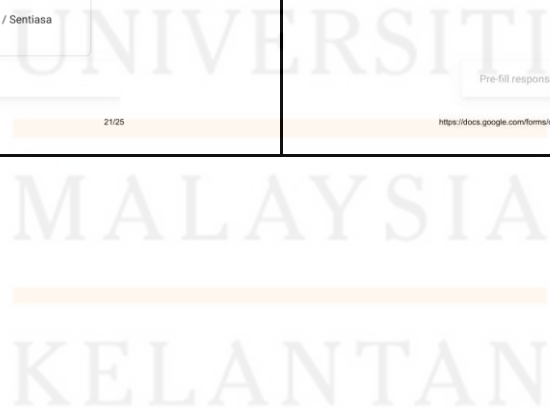 / Sentiasa
UNIVERSITI
Pre-fill respons
21/25
https://docs.google.com/forms/
MALAYSIA
KELANTAN